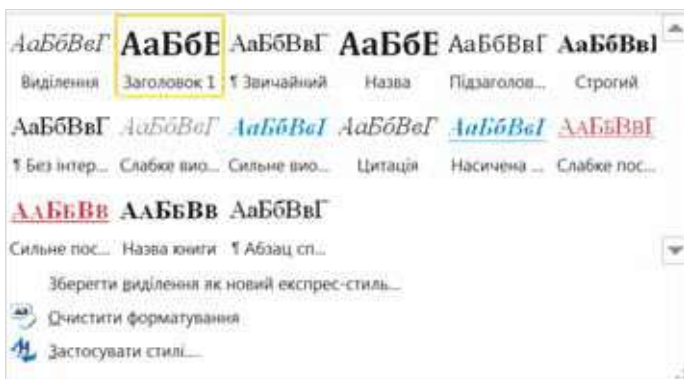 АаБбВвГ АаБбВ АаБбВвГ АаБбВ АаБбВвГ АаБбВвІ
Виділення Заголовок 1 ¶ Звичайний Назва Підзаголов... Строгий
АаБбВвГ АаБбВвГ АаБбВвІ АаБбВвГ АаБбВвІ ААББВВГ
¶ Без інтер... Слабке вио... Сильне вио... Цитація Насичена ... Слабке пос...
ААББВВ ААББВВ АаБбВвГ
Сильне пос... Назва книги ¶ Абзац сп...
Зберегти виділення як новий експрес-стиль...
Очистити форматування
Застосувати стилі....